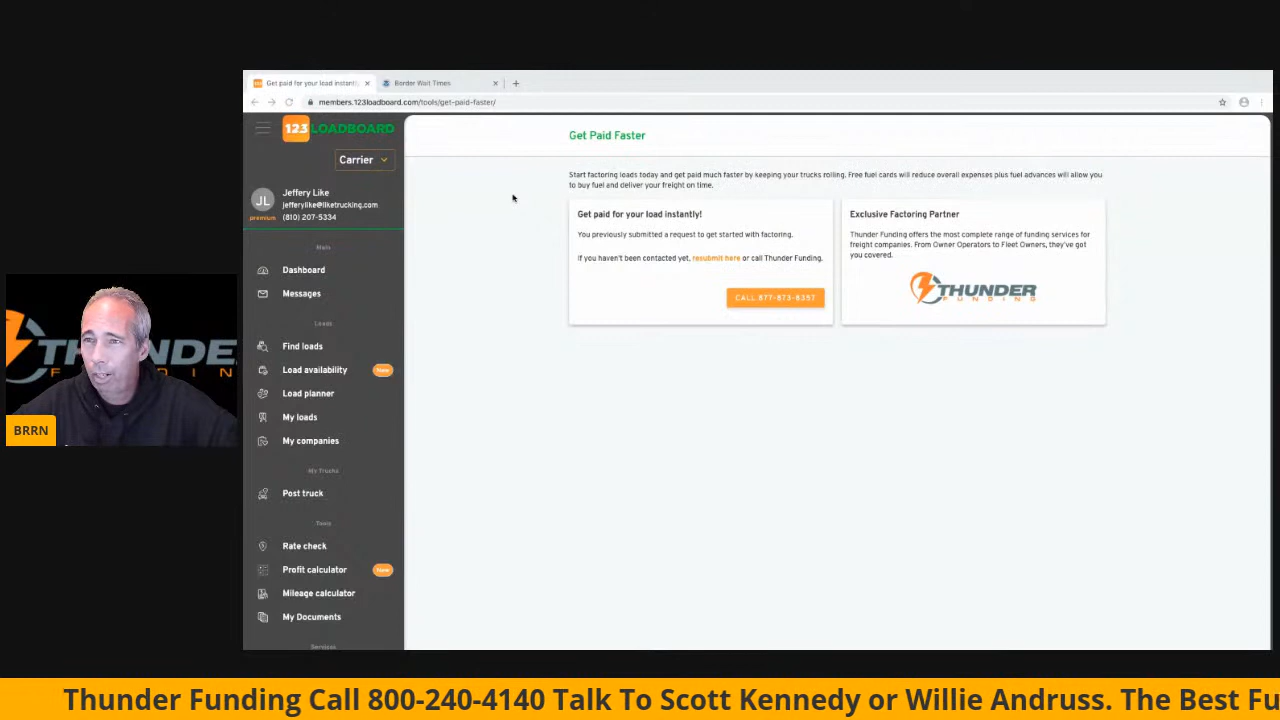 Get paid for your load instantly
Border Wait Times
members.123loadboard.com/tools/get-paid-faster/
123LOADBOARD
Carrier
JL
premium
Jeffery Like
jefferylike@liketrucking.com
(810) 207-5334
Main
Dashboard
Messages
Loads
Find loads
Load availability New
Load planner
My loads
My companies
My Trucks
Post truck
Tools
Rate check
Profit calculator New
Mileage calculator
My Documents
Services
Get Paid Faster
Start factoring loads today and get paid much faster by keeping your trucks rolling. Free fuel cards will reduce overall expenses plus fuel advances will allow you
to buy fuel and deliver your freight on time.
Get paid for your load instantly!
You previously submitted a request to get started with factoring.
If you haven't been contacted yet, resubmit here or call Thunder Funding.
CALL 877-873-8357
Exclusive Factoring Partner
Thunder Funding offers the most complete range of funding services for
freight companies. From Owner Operators to Fleet Owners, they've got
you covered.
THUNDER
FUNDING
BRRN
Thunder Funding Call 800-240-4140 Talk To Scott Kennedy or Willie Andruss. The Best Fu